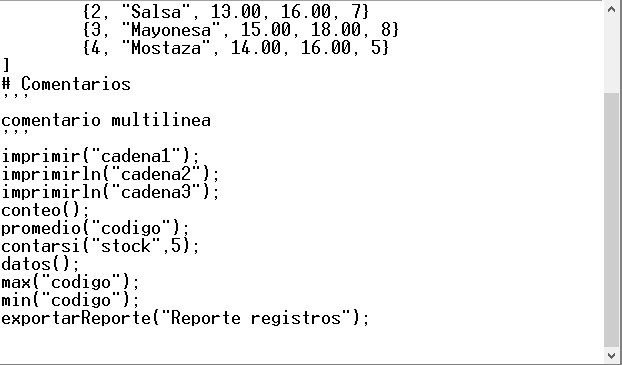 {2, "Salsa", 13.00, 16.00, 7}
{3, "Mayonesa", 15.00, 18.00, 8}
{4, "Mostaza", 14.00, 16.00, 5}
]
# Comentarios
'''
comentario multilinea
'''
imprimir("cadena1");
imprimirln("cadena2");
imprimirln("cadena3");
conteo();
promedio("codigo");
contarsi("stock",5);
datos();
max("codigo");
min("codigo");
exportarReporte("Reporte registros");